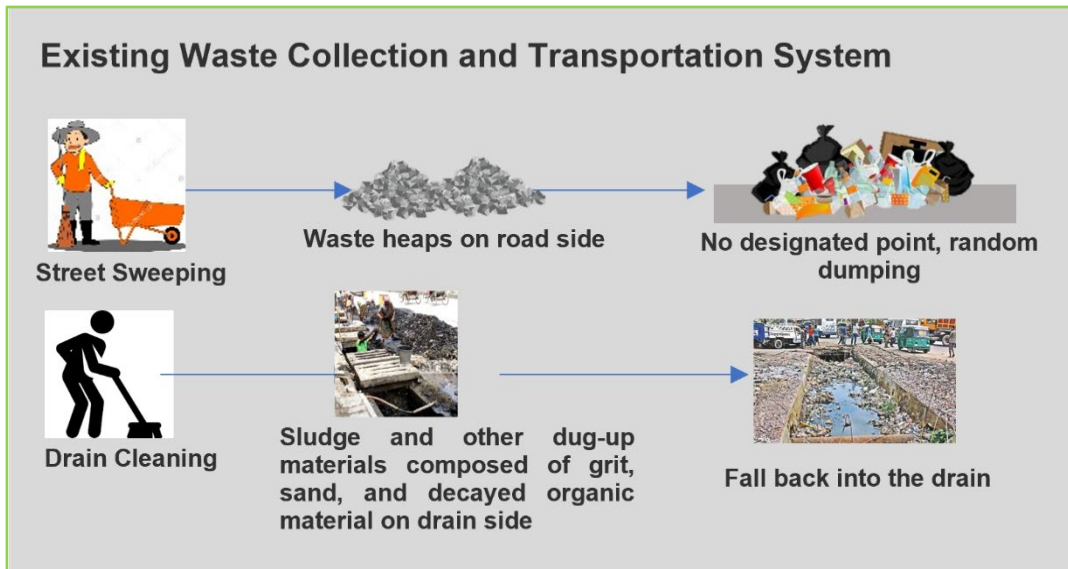 Existing Waste Collection and Transportation System
Waste heaps on road side
No designated point, random
dumping
Street Sweeping
Drain Cleaning
Sludge and other dug-up
materials composed of grit,
sand, and decayed organic
material on drain side
Fall back into the drain